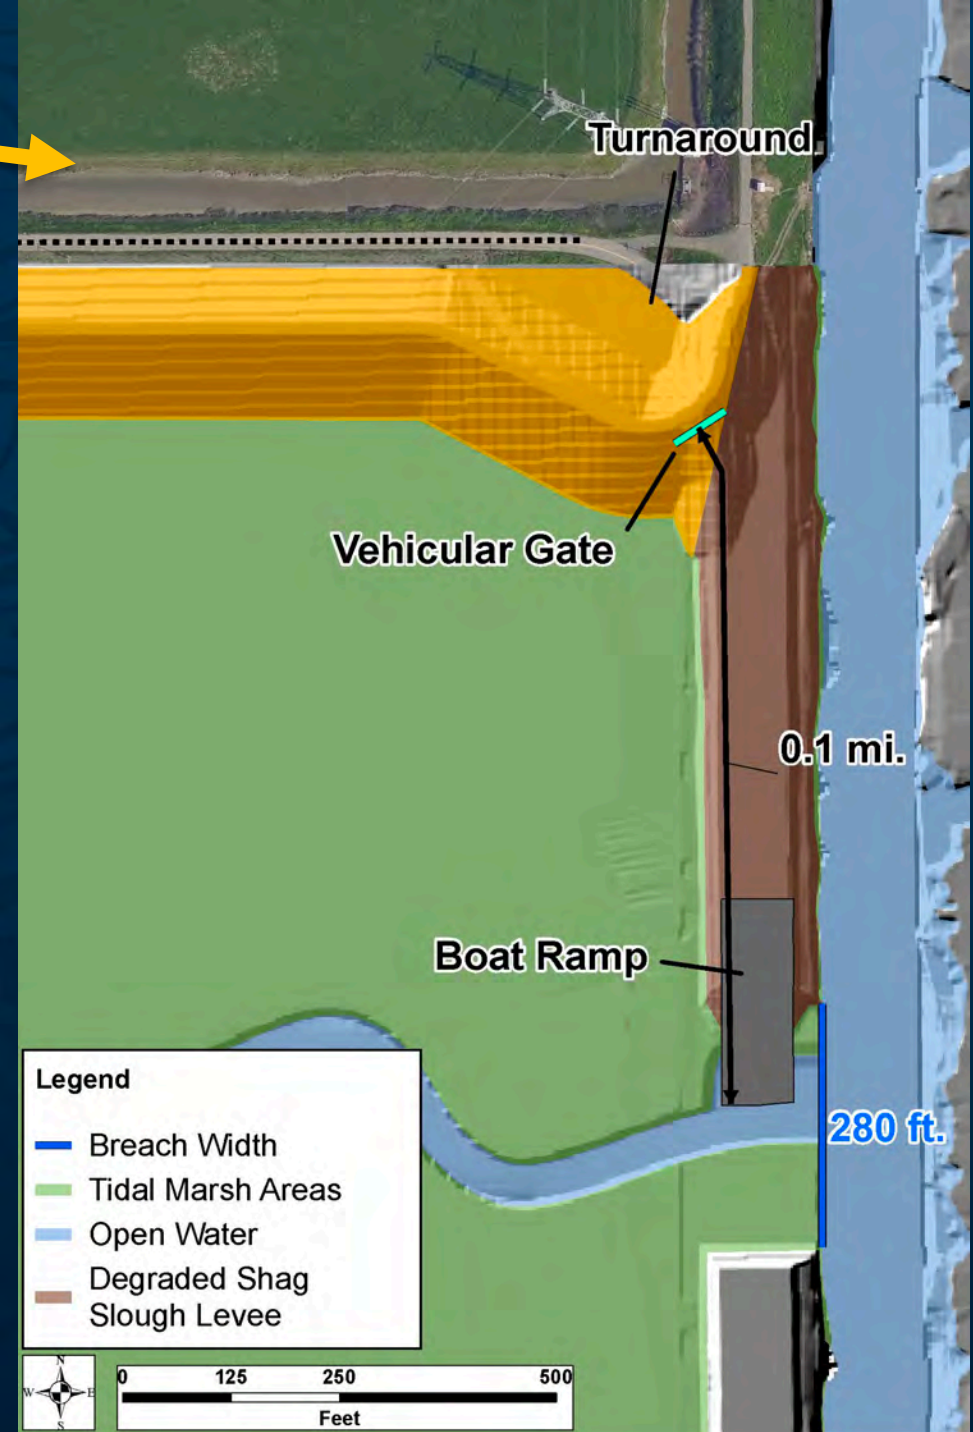 Turnaround
Vehicular Gate
0.1 mi.
Boat Ramp
280 ft.
Legend
Breach Width
Tidal Marsh Areas
Open Water
Degraded Shag
Slough Levee
N
W E
S
0 125 250 500
Feet